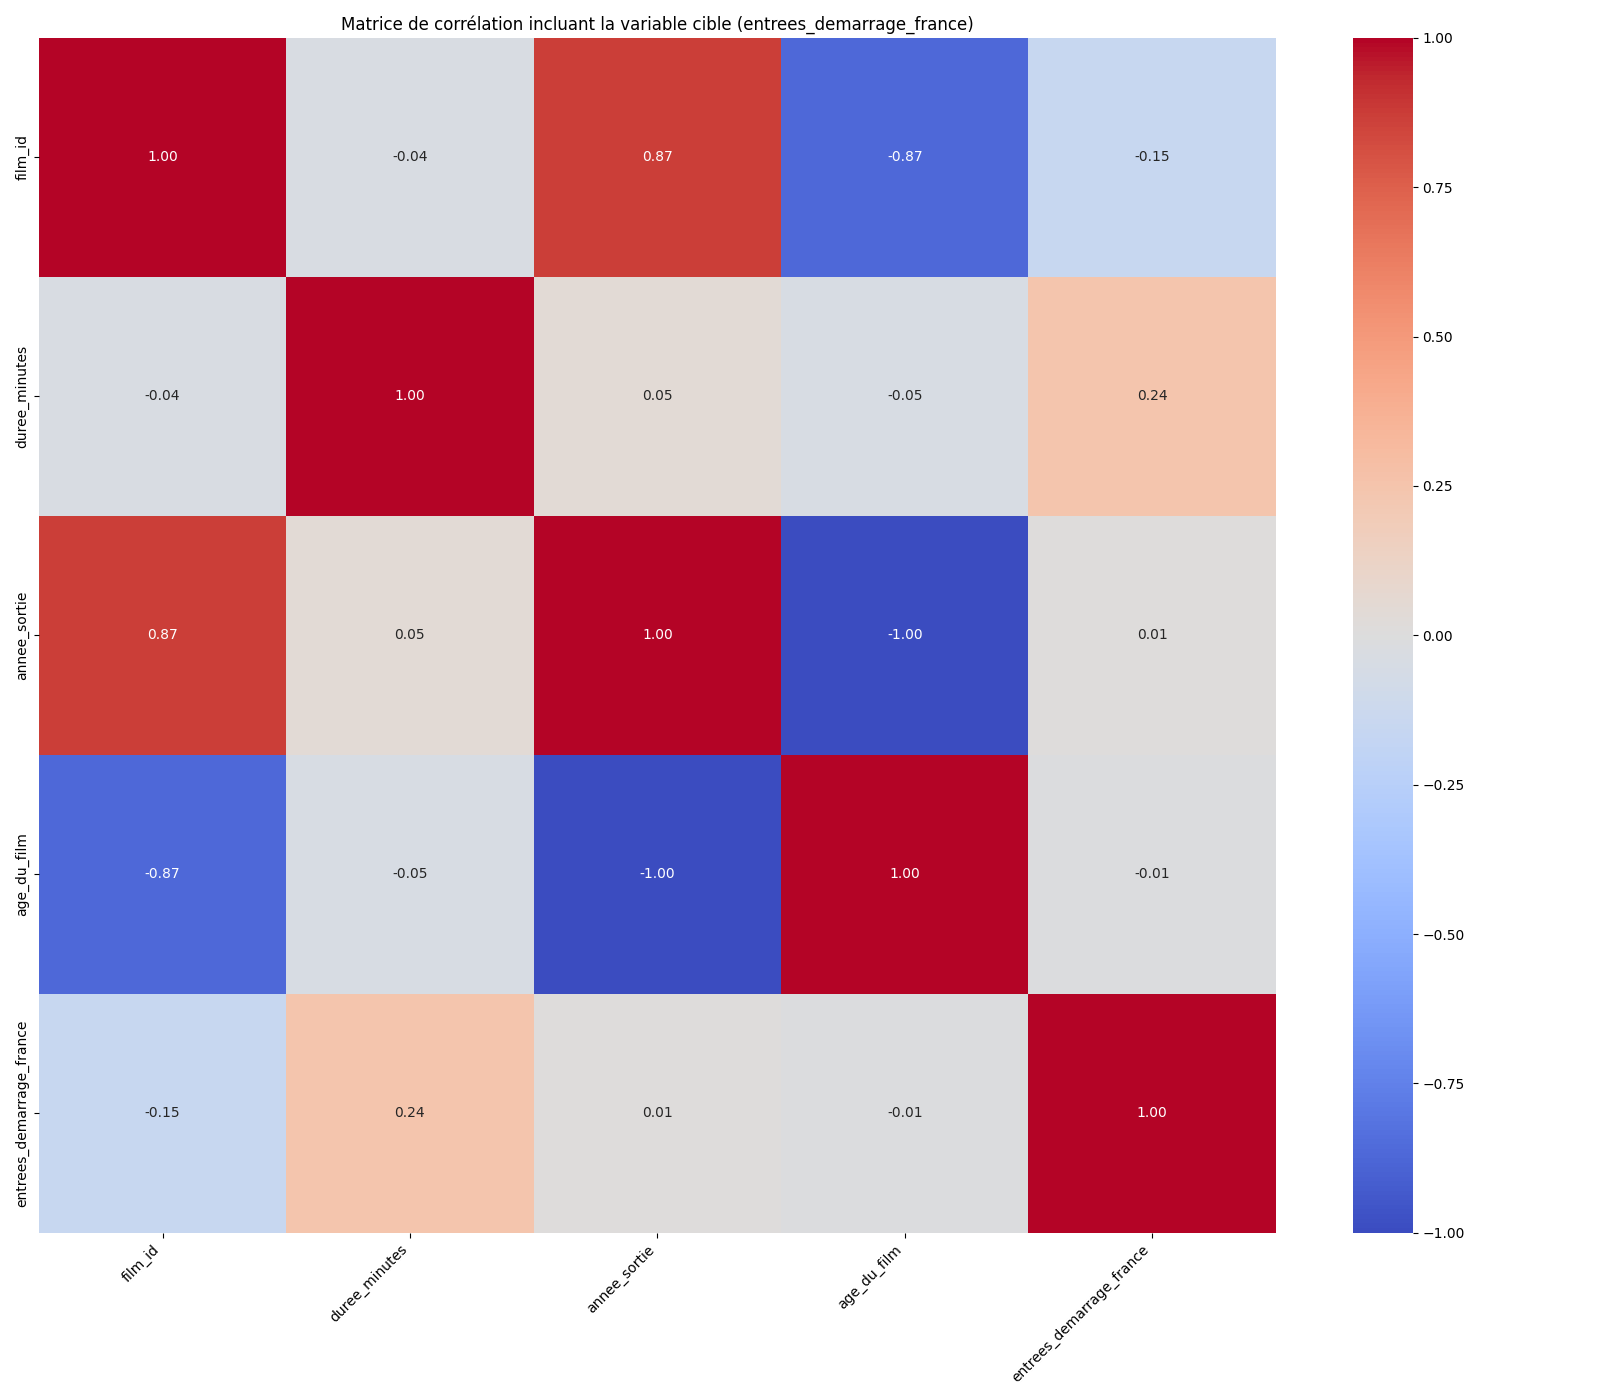 Matrice de corrélation incluant la variable cible (entrees_demarrage_france)
film_id
1.00 -0.04 0.87 -0.87 -0.15
duree_minutes
-0.04 1.00 0.05 -0.05 0.24
annee_sortie
0.87 0.05 1.00 -1.00 0.01
age_du_film
-0.87 -0.05 -1.00 1.00 -0.01
entrees_demarrage_france
-0.15 0.24 0.01 -0.01 1.00
film_id
duree_minutes
annee_sortie
age_du_film
entrees_demarrage_france
1.00
0.75
0.50
0.25
0.00
−0.25
−0.50
−0.75
−1.00